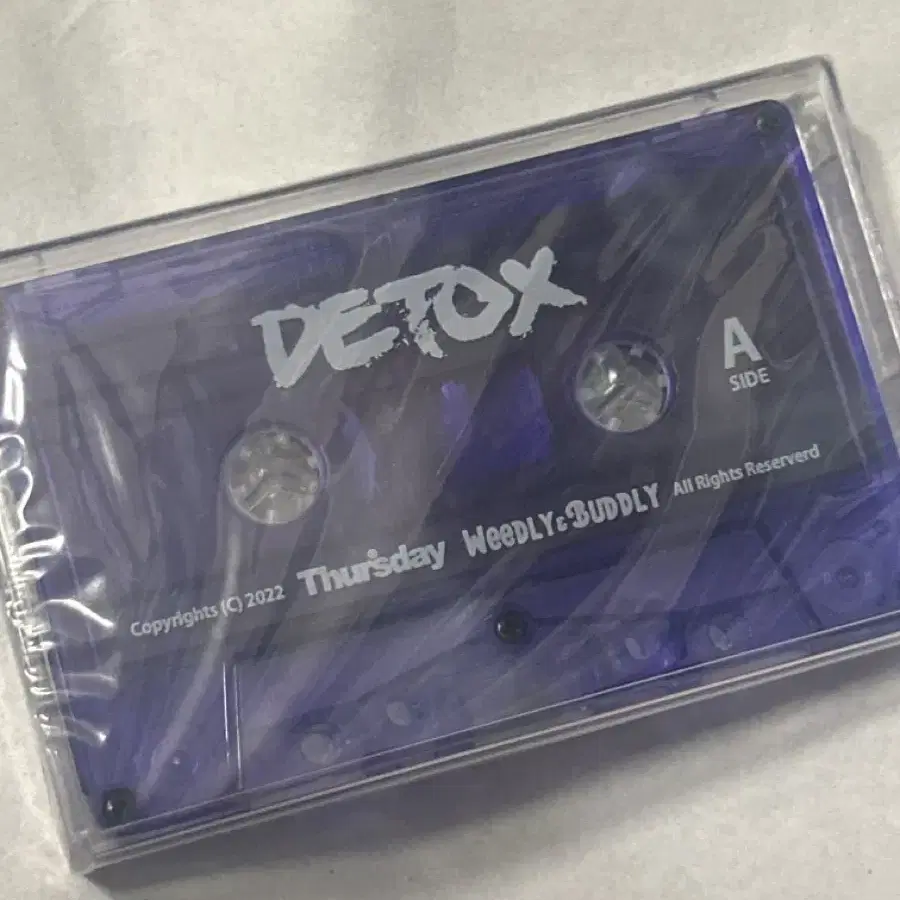 DETOX
A
SIDE
Copyrights (C) 2022 Thursday WeeDLY&BUDDLY All Rights Reserverd